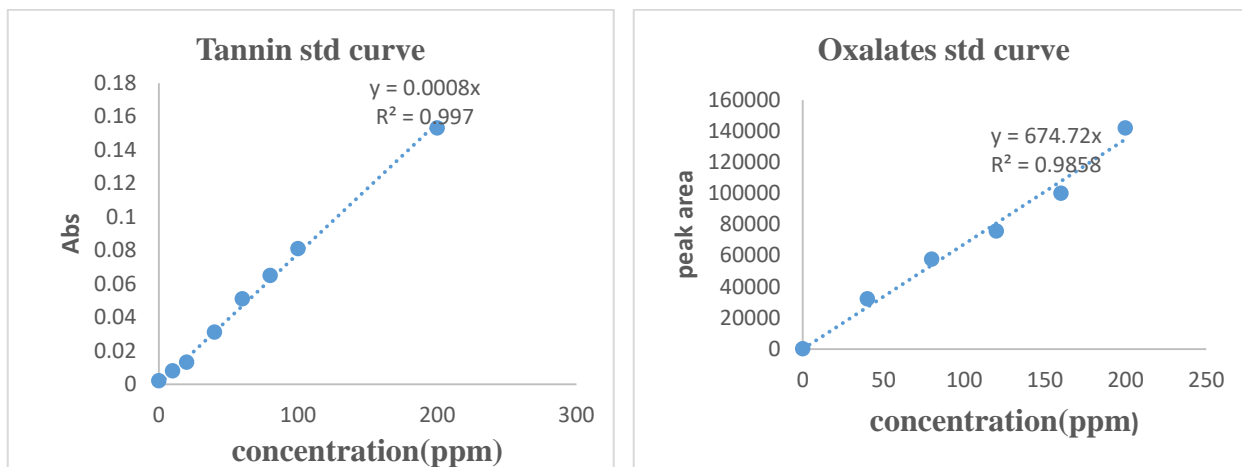 Tannin std curve
y = 0.0008x
R² = 0.997
0.18
0.16
0.14
0.12
0.1
0.08
0.06
0.04
0.02
0
Abs
0
100
200
300
concentration(ppm)
Oxalates std curve
y = 674.72x
R² = 0.9858
160000
140000
120000
100000
80000
60000
40000
20000
0
peak area
0
50
100
150
200
250
concentration(ppm)